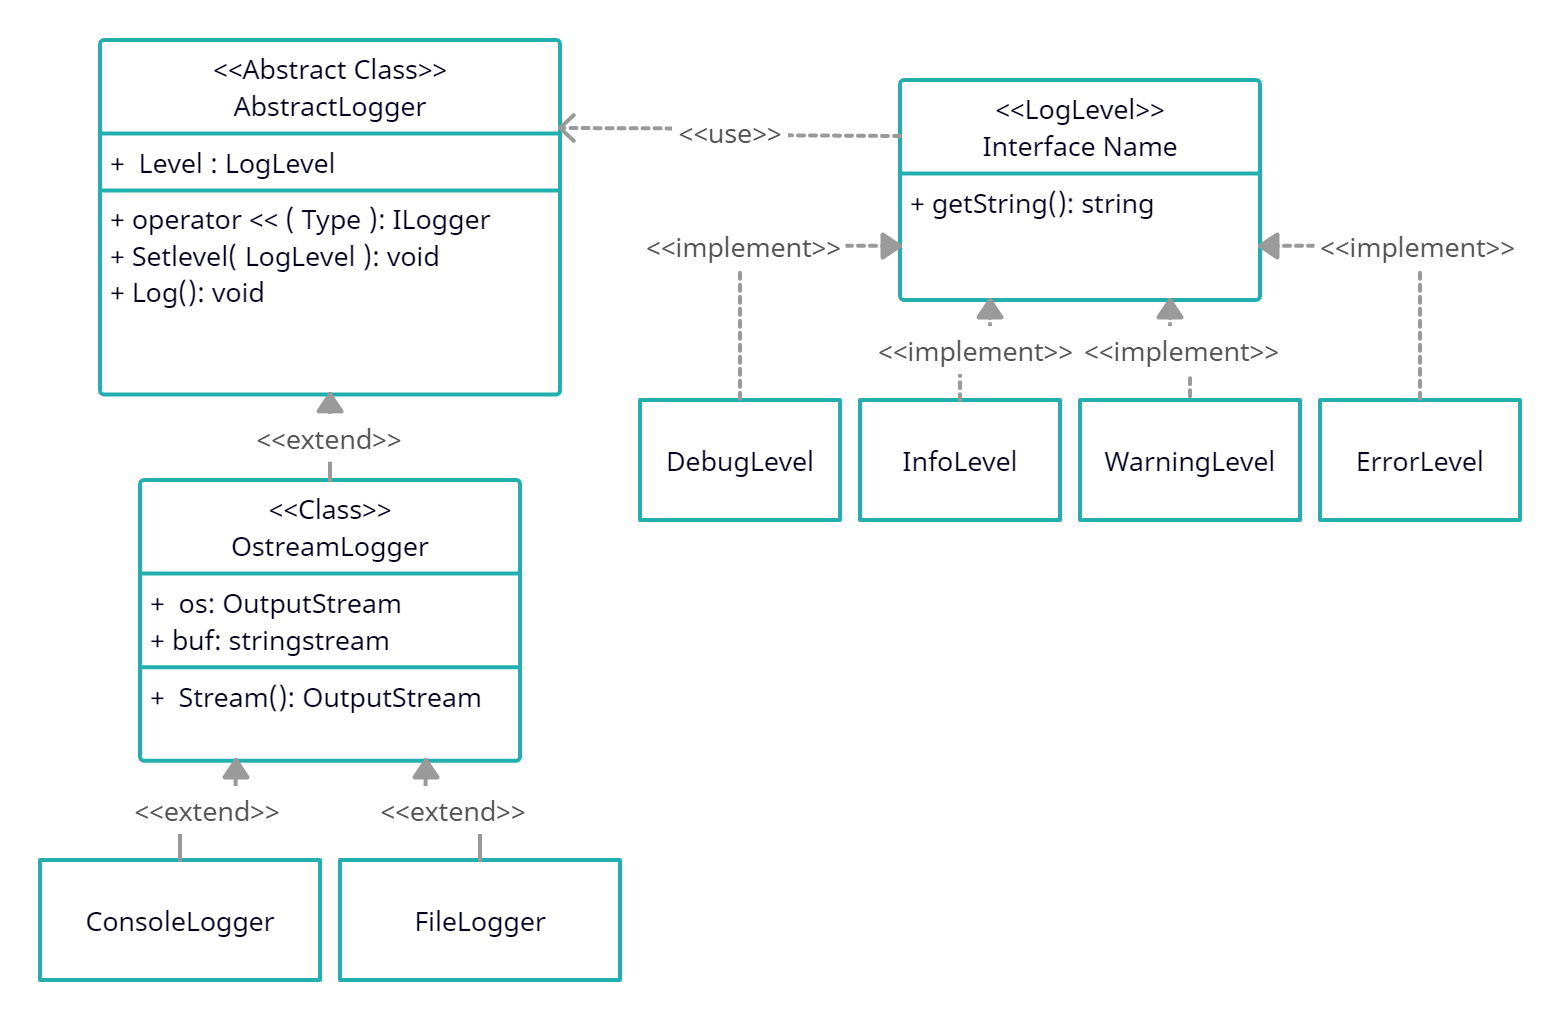 <<Abstract Class>>
AbstractLogger
+  Level : LogLevel
+ operator << ( Type ): ILogger
+ Setlevel( LogLevel ): void
+ Log(): void
<<use>>
<<LogLevel>>
Interface Name
+ getString(): string
<<implement>>
<<implement>>
<<implement>>
<<implement>>
DebugLevel
InfoLevel
WarningLevel
ErrorLevel
<<extend>>
<<Class>>
OstreamLogger
+  os: OutputStream
+ buf: stringstream
+  Stream(): OutputStream
<<extend>>
<<extend>>
ConsoleLogger
FileLogger